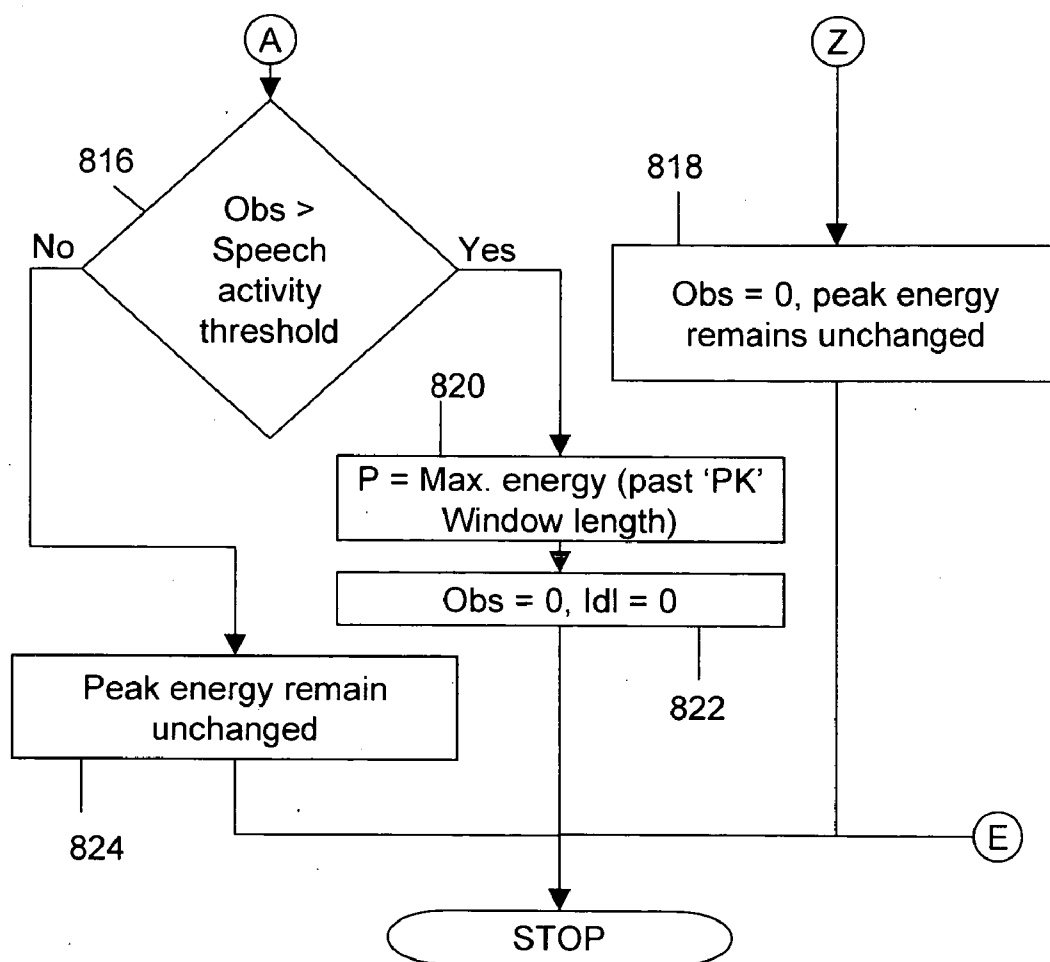 A
Z
816
818
Obs >
Speech
activity
threshold
No
Yes
Obs = 0, peak energy
remains unchanged
820
P = Max. energy (past ‘PK’
Window length)
Obs = 0, Idl = 0
Peak energy remain
unchanged
822
824
E
STOP